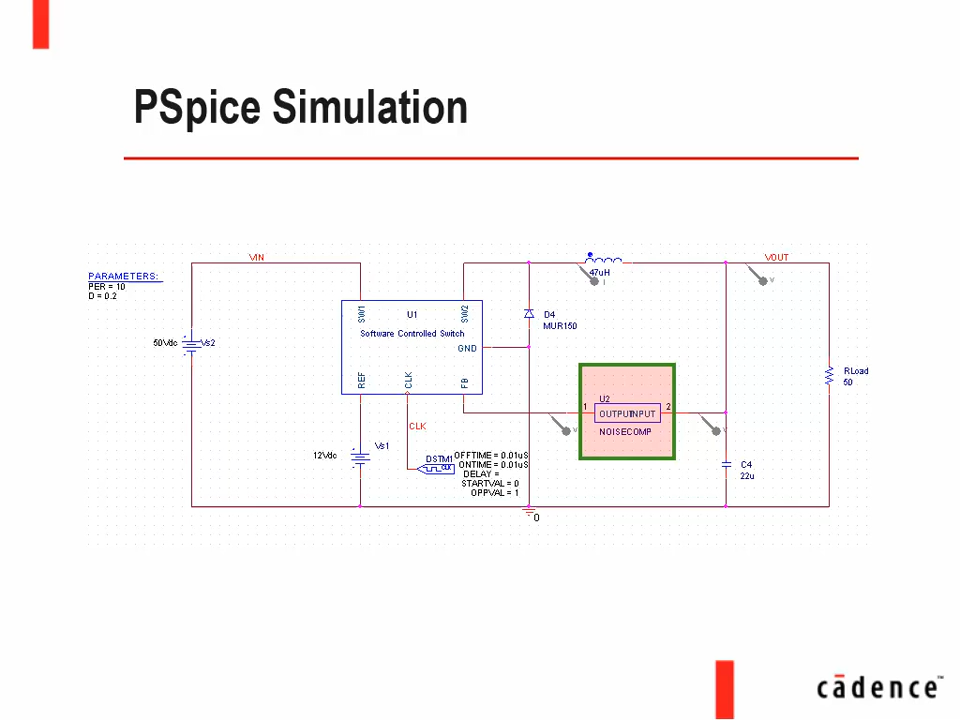 PSpice Simulation
VIN
VOUT
PARAMETERS:
PER = 10
D = 0.2
47uH
I
V
SW1
U1
SW2
Software Controlled Switch
GND
REF
CLK
FB
D4
MUR150
50Vdc
Vs2
RLoad
50
U2
1
OUTPUT
INPUT
2
NOISECOMP
V
V
CLK
Vs1
12Vdc
DSTM1
CLK
OFFTIME = 0.01uS
ONTIME = 0.01uS
DELAY =
STARTVAL = 0
OPPVAL = 1
C4
22u
0
cādence™